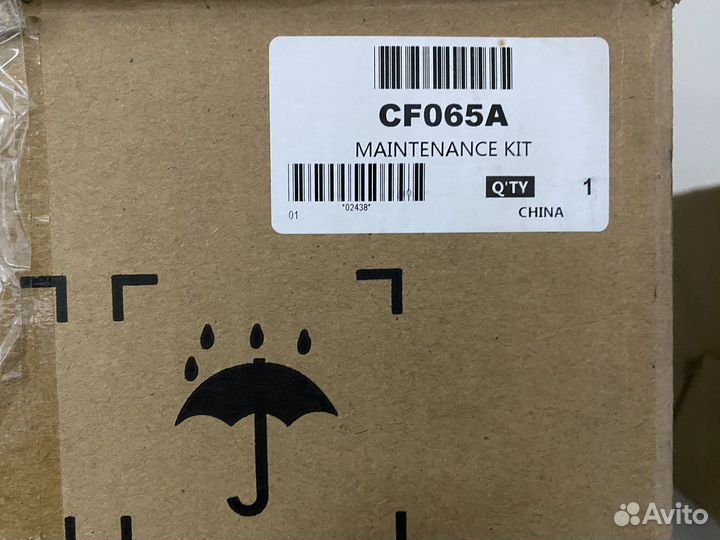 CF065A
MAINTENANCE KIT
Q'TY 1
01 *02438*
CHINA
Avito